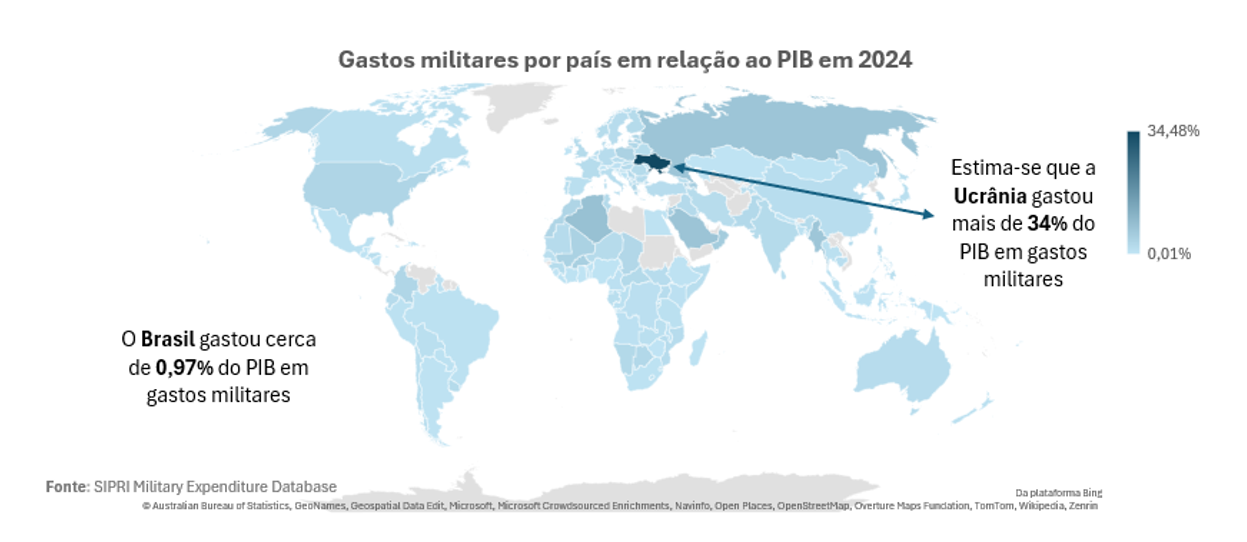 Gastos militares por país em relação ao PIB em 2024
34,48%
Estima-se que a
Ucrânia gastou
mais de 34% do
PIB em gastos
militares
0,01%
O Brasil gastou cerca
de 0,97% do PIB em
gastos militares
Fonte: SIPRI Military Expenditure Database
Da plataforma Bing
© Australian Bureau of Statistics, GeoNames, Geospatial Data Edit, Microsoft, Microsoft Crowdsourced Enrichments, Navinfo, Open Places, OpenStreetMap, Overture Maps Fundation, TomTom, Wikipedia, Zenrin